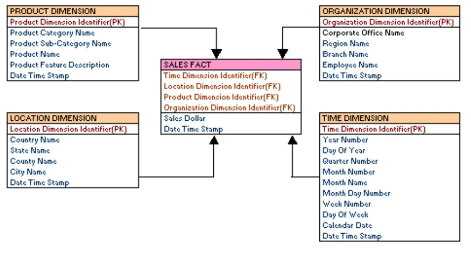 PRODUCT DIMENSION
Product Dimension Identifier(PK)
Product Category Name
Product Sub-Category Name
Product Name
Product Feature Description
Date Time Stamp
ORGANIZATION DIMENSION
Organization Dimension Identifier(PK)
Corporate Office Name
Region Name
Branch Name
Employee Name
Date Time Stamp
SALES FACT
Time Dimension Identifier(FK)
Location Dimension Identifier(FK)
Product Dimension Identifier(FK)
Organization Dimension Identifier(FK)
Sales Dollar
Date Time Stamp
LOCATION DIMENSION
Location Dimension Identifier(PK)
Country Name
State Name
County Name
City Name
Date Time Stamp
TIME DIMENSION
Time Dimension Identifier(PK)
Year Number
Day Of Year
Quarter Number
Month Number
Month Name
Month Day Number
Week Number
Day Of Week
Calendar Date
Date Time Stamp